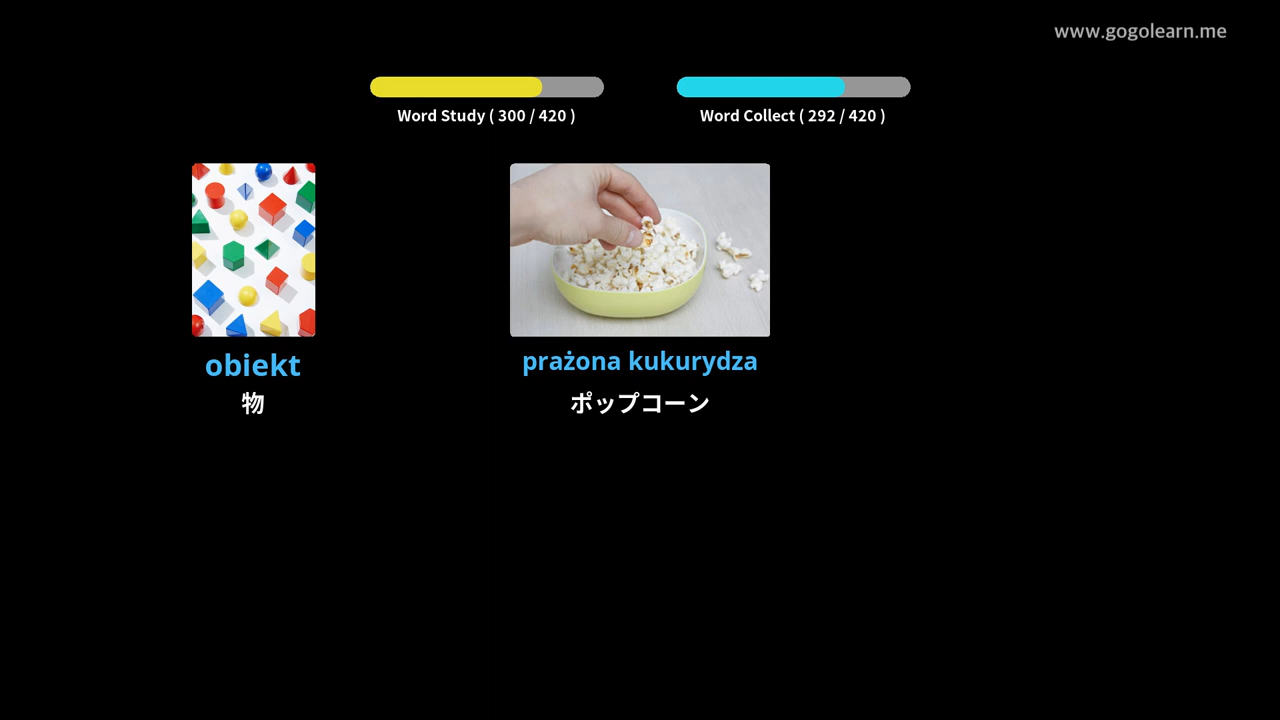 www.gogolearn.me
Word Study ( 300 / 420 )
Word Collect ( 292 / 420 )
obiekt
物
prażona kukurydza
ポップコーン